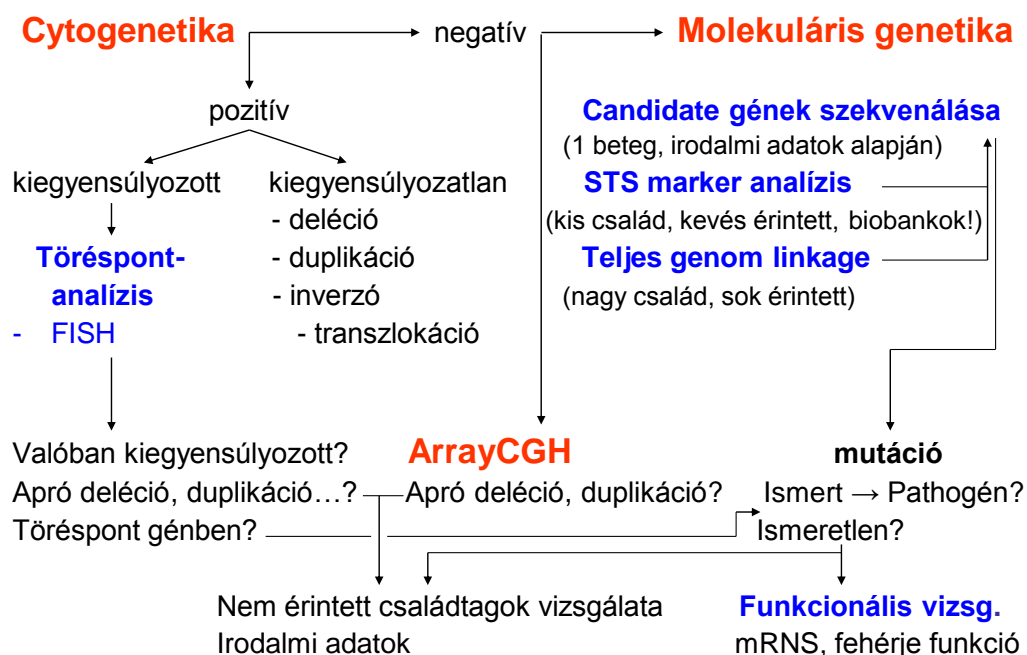 Cytogenetika
negatív
Molekuláris genetika
pozitív
kiegyensúlyozott
kiegyensúlyozatlan
- deléció
- duplikáció
- inverzó
- transzlokáció
Töréspont-
analízis
- FISH
Candidate gének szekvenálása
(1 beteg, irodalmi adatok alapján)
STS marker analízis
(kis család, kevés érintett, biobankok!)
Teljes genom linkage
(nagy család, sok érintett)
Valóban kiegyensúlyozott?
Apró deléció, duplikáció…?
Töréspont génben?
ArrayCGH
Apró deléció, duplikáció?
mutáció
Ismert → Pathogén?
Ismeretlen?
Nem érintett családtagok vizsgálata
Irodalmi adatok
Funkcionális vizsg.
mRNS, fehérje funkció